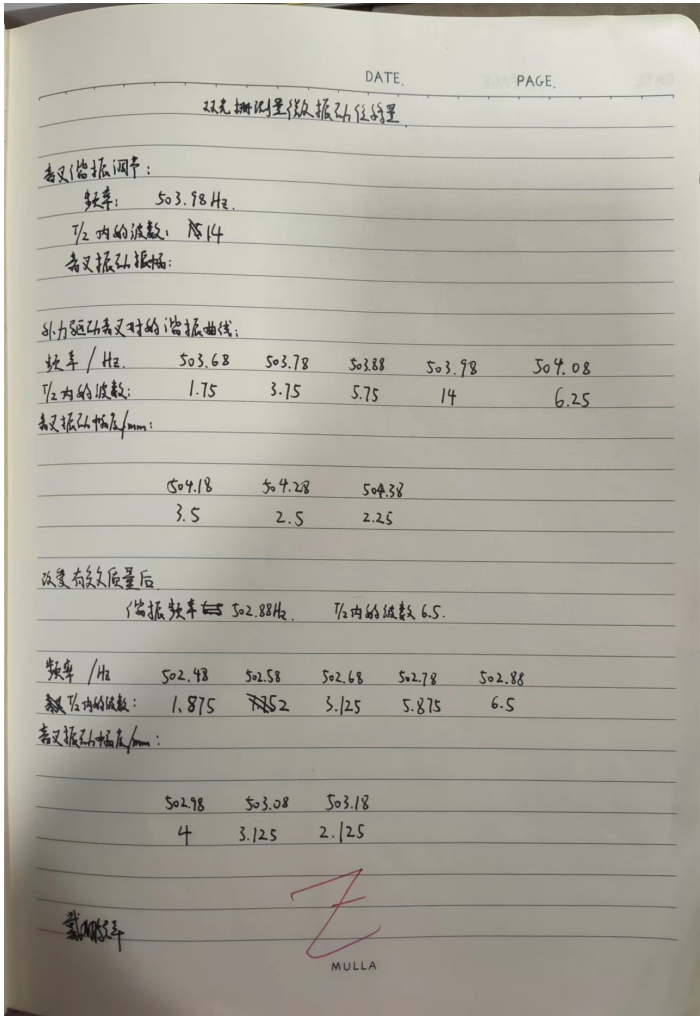 DATE. PAGE.
双光栅测量微振动位移量
音叉谐振调节:
频率: 503.98Hz.
T/2内的波数: 14
音叉振动振幅:
外力驱动音叉时的谐振曲线:
频率/Hz. 503.68 503.78 503.88 503.98 504.08
T/2内的波数: 1.75 3.75 5.75 14 6.25
音叉振动幅度/mm:
504.18 504.28 504.38
3.5 2.5 2.25
改变有效质量后
谐振频率 502.88Hz. T/2内的波数 6.5.
频率/Hz 502.48 502.58 502.68 502.78 502.88
T/2内的波数: 1.875 2 3.125 5.875 6.5
音叉振动幅度/mm:
502.98 503.08 503.18
4 3.125 2.125
MULLA